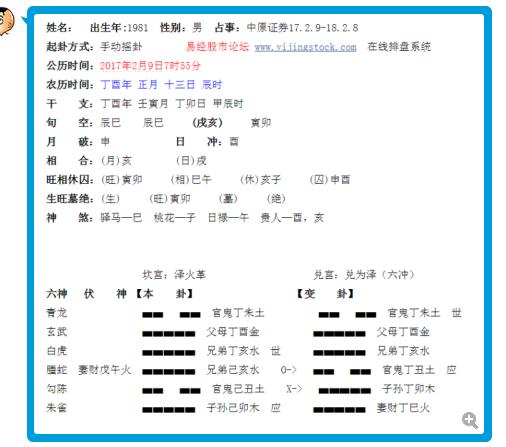 姓名: 出生年:1981 性别: 男 占事: 中原证券17.2.9-18.2.8
起卦方式: 手动摇卦 易经股市论坛 www.yijingstock.com 在线排盘系统
公历时间: 2017年2月9日7时55分
农历时间: 丁酉年 正月 十三日 辰时
干 支: 丁酉年 壬寅月 丁卯日 甲辰时
旬 空: 辰巳 辰巳 (戌亥) 寅卯
月 破: 申 日 冲: 酉
相 合: (月)亥 (日)戌
旺相休囚: (旺)寅卯 (相)巳午 (休)亥子 (囚)申酉
生旺墓绝: (生) (旺)寅卯 (墓) (绝)
神 煞: 驿马—巳 桃花—子 日禄—午 贵人—酉, 亥
坎宫: 泽火革 兑宫: 兑为泽 (六冲)
六神 伏 神 【本 卦】 【变 卦】
青龙 官鬼丁未土 官鬼丁未土 世
玄武 父母丁酉金 父母丁酉金
白虎 兄弟丁亥水 世 兄弟丁亥水
螣蛇 妻财戊午火 兄弟己亥水 O-> 官鬼丁丑土 应
勾陈 官鬼己丑土 X-> 子孙丁卯木
朱雀 子孙己卯木 应 妻财丁巳火